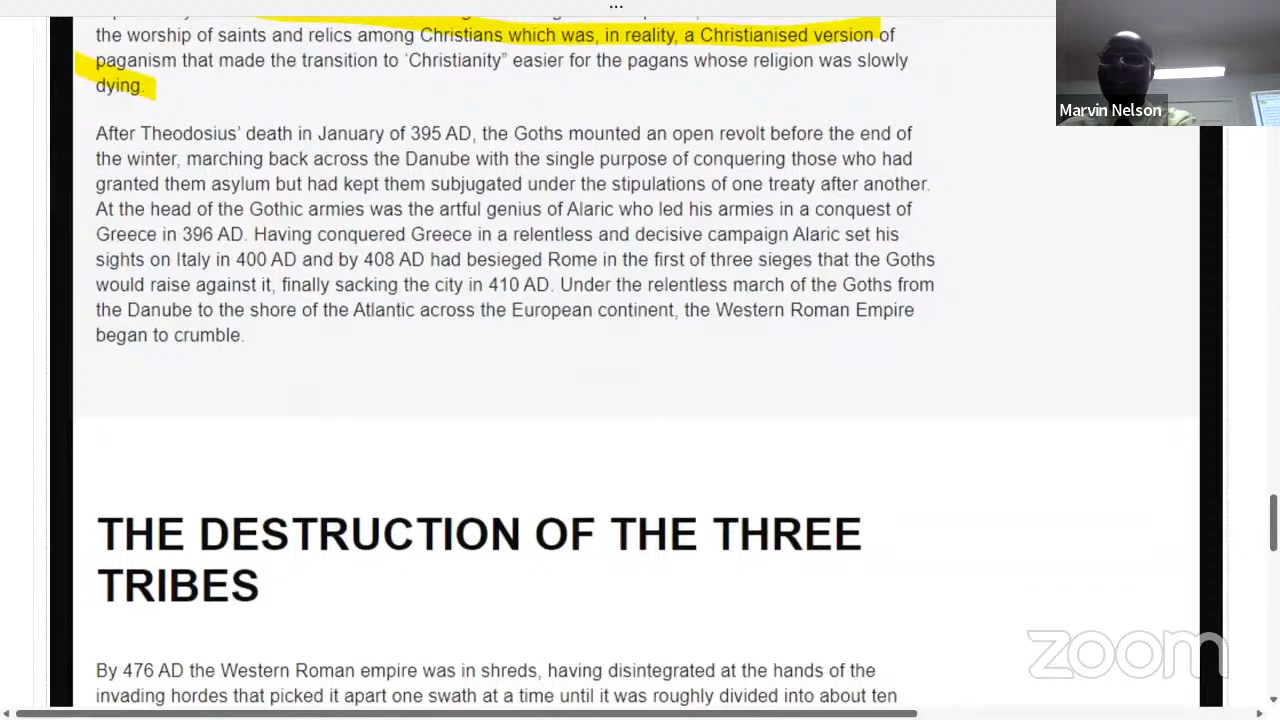 the worship of saints and relics among Christians which was, in reality, a Christianised version of
paganism that made the transition to ‘Christianity” easier for the pagans whose religion was slowly
dying.
After Theodosius’ death in January of 395 AD, the Goths mounted an open revolt before the end of
the winter, marching back across the Danube with the single purpose of conquering those who had
granted them asylum but had kept them subjugated under the stipulations of one treaty after another.
At the head of the Gothic armies was the artful genius of Alaric who led his armies in a conquest of
Greece in 396 AD. Having conquered Greece in a relentless and decisive campaign Alaric set his
sights on Italy in 400 AD and by 408 AD had besieged Rome in the first of three sieges that the Goths
would raise against it, finally sacking the city in 410 AD. Under the relentless march of the Goths from
the Danube to the shore of the Atlantic across the European continent, the Western Roman Empire
began to crumble.
THE DESTRUCTION OF THE THREE
TRIBES
By 476 AD the Western Roman empire was in shreds, having disintegrated at the hands of the
invading hordes that picked it apart one swath at a time until it was roughly divided into about ten
Marvin Nelson
zoom